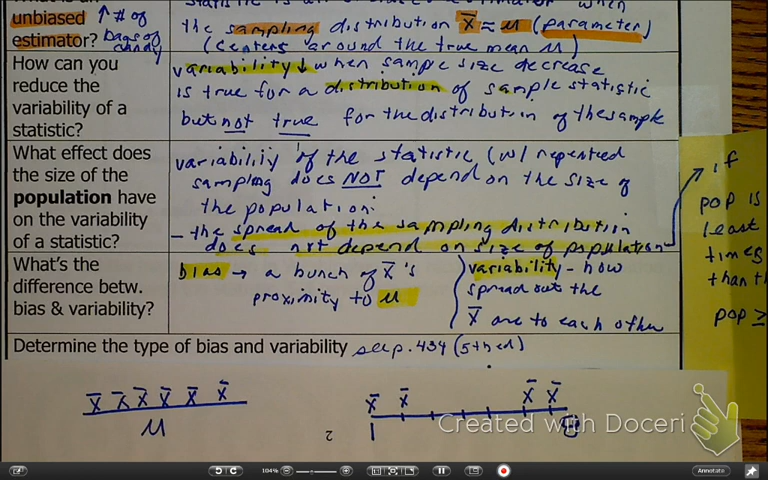 unbiased
estimator?
↑ # of
bags of
candy
the sampling distribution x̄ ≈ μ (parameter)
(centers around the true mean μ)
How can you
reduce the
variability of a
statistic?
variability ↓ when sample size decrease
is true for a distribution of sample statistic
but not true for the distribution of the sample
What effect does
the size of the
population have
on the variability
of a statistic?
variability of the statistic (w/ repeated
sampling does NOT depend on the size of
the population.
- the spread of the sampling distribution
does not depend on size of population
if
pop is
least
times
than th
pop ≥
What's the
difference betw.
bias & variability?
bias → a bunch of x̄'s
proximity to μ
variability - how
spread out the
x̄ are to each other
Determine the type of bias and variability see p. 434 (5th ed)
x̄ x̄ x̄ x̄ x̄ x̄
μ
x̄ x̄ x̄ x̄
1
2
Created with Doceri
104%
Annotate